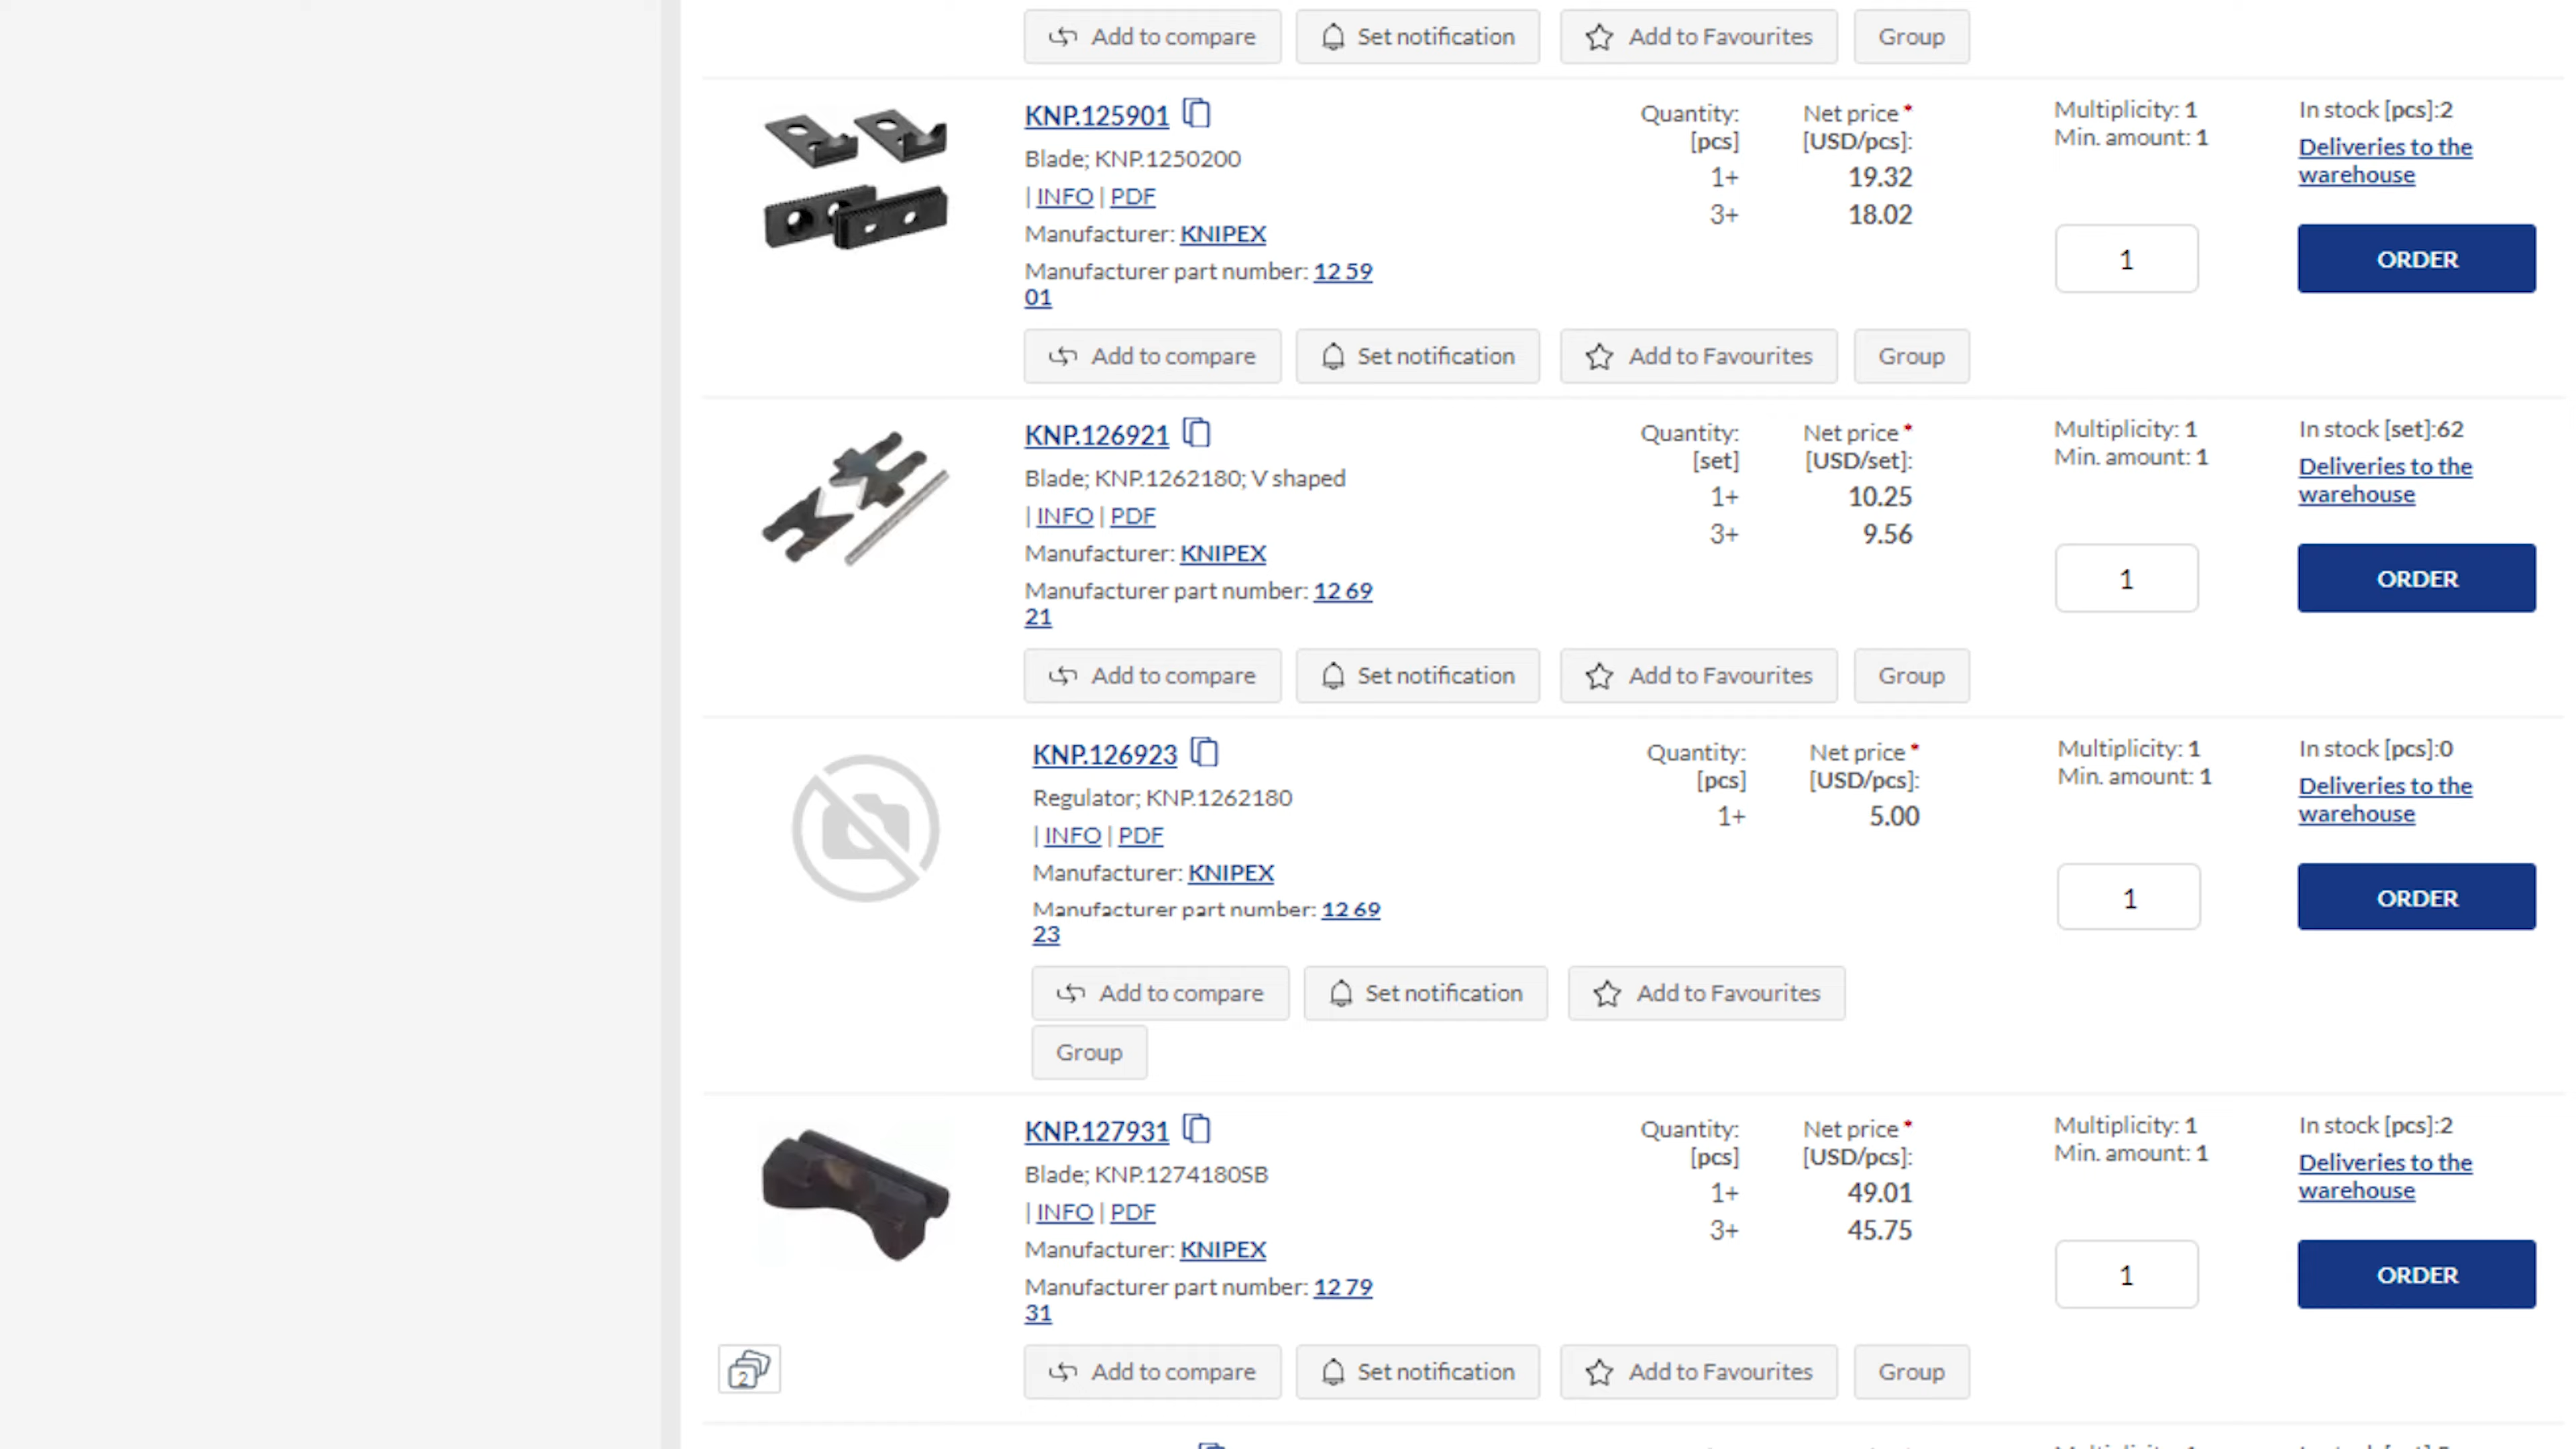 Add to compare Set notification Add to Favourites Group
KNP.125901
Blade; KNP.1250200
| INFO | PDF
Manufacturer: KNIPEX
Manufacturer part number: 12 59
01
Quantity: Net price *
[pcs] [USD/pcs]:
1+ 19.32
3+ 18.02
Multiplicity: 1
Min. amount: 1
1
In stock [pcs]:2
Deliveries to the
warehouse
ORDER
Add to compare Set notification Add to Favourites Group
KNP.126921
Blade; KNP.1262180; V shaped
| INFO | PDF
Manufacturer: KNIPEX
Manufacturer part number: 12 69
21
Quantity: Net price *
[set] [USD/set]:
1+ 10.25
3+ 9.56
Multiplicity: 1
Min. amount: 1
1
In stock [set]:62
Deliveries to the
warehouse
ORDER
Add to compare Set notification Add to Favourites Group
KNP.126923
Regulator; KNP.1262180
| INFO | PDF
Manufacturer: KNIPEX
Manufacturer part number: 12 69
23
Quantity: Net price *
[pcs] [USD/pcs]:
1+ 5.00
Multiplicity: 1
Min. amount: 1
1
In stock [pcs]:0
Deliveries to the
warehouse
ORDER
Add to compare Set notification Add to Favourites
Group
KNP.127931
Blade; KNP.1274180SB
| INFO | PDF
Manufacturer: KNIPEX
Manufacturer part number: 12 79
31
Quantity: Net price *
[pcs] [USD/pcs]:
1+ 49.01
3+ 45.75
Multiplicity: 1
Min. amount: 1
1
In stock [pcs]:2
Deliveries to the
warehouse
ORDER
2
Add to compare Set notification Add to Favourites Group